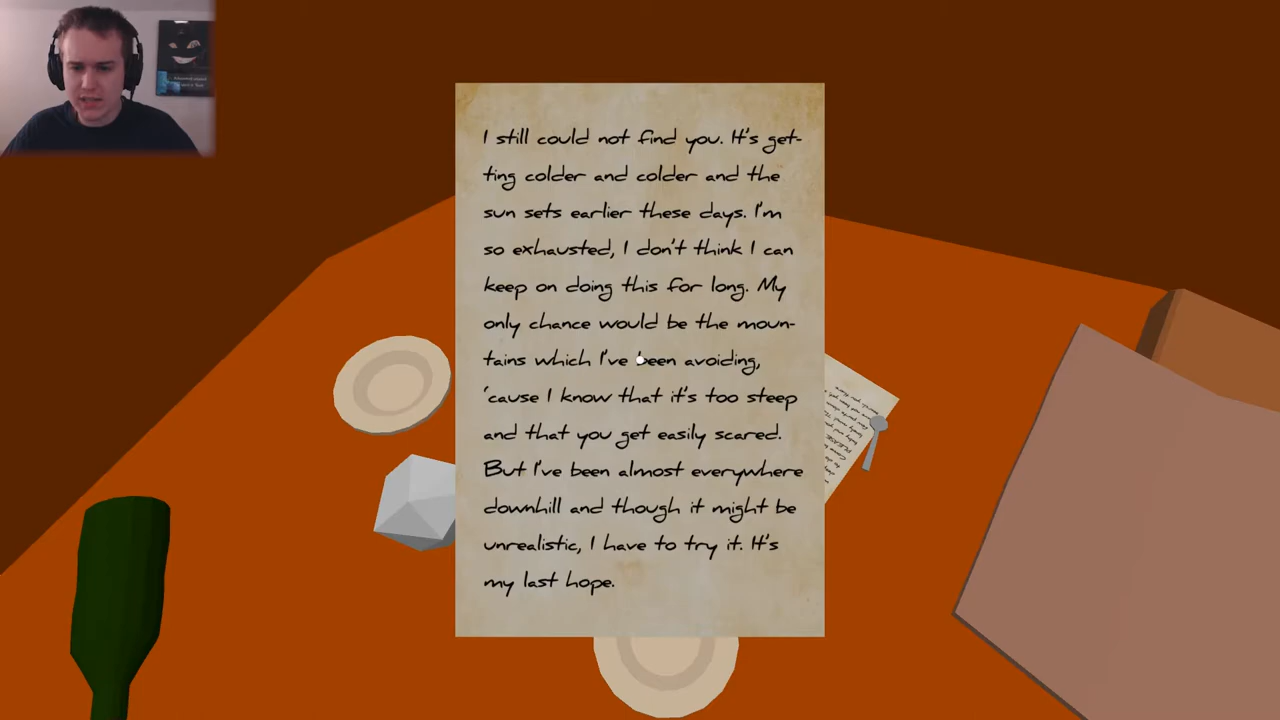 I still could not find you. It's get-
ting colder and colder and the
sun sets earlier these days. I'm
so exhausted, I don't think I can
keep on doing this for long. My
only chance would be the moun-
tains which I've been avoiding,
'cause I know that it's too steep
and that you get easily scared.
But I've been almost everywhere
downhill and though it might be
unrealistic, I have to try it. It's
my last hope.